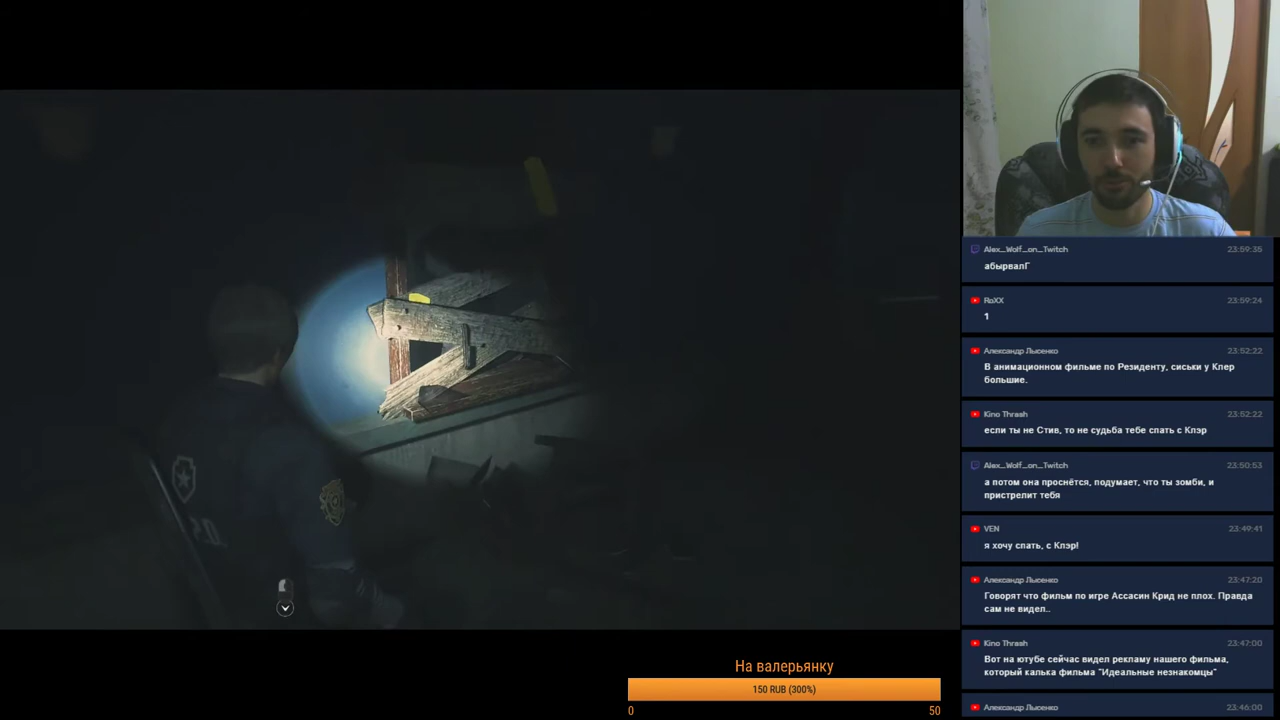 Alex_Wolf_on_Twitch 23:59:35
абырвалГ
RoXX 23:59:24
1
Александр Лысенко 23:52:22
В анимационном фильме по Резиденту, сиськи у Клер
большие.
Kino Thrash 23:52:22
если ты не Стив, то не судьба тебе спать с Клэр
Alex_Wolf_on_Twitch 23:50:53
а потом она проснётся, подумает, что ты зомби, и
пристрелит тебя
VEN 23:49:41
я хочу спать, с Клэр!
Александр Лысенко 23:47:20
Говорят что фильм по игре Ассасин Крид не плох. Правда
сам не видел..
Kino Thrash 23:47:00
Вот на ютубе сейчас видел рекламу нашего фильма,
который калька фильма "Идеальные незнакомцы"
Александр Лысенко 23:46:00
На валерьянку
150 RUB (300%)
0 50